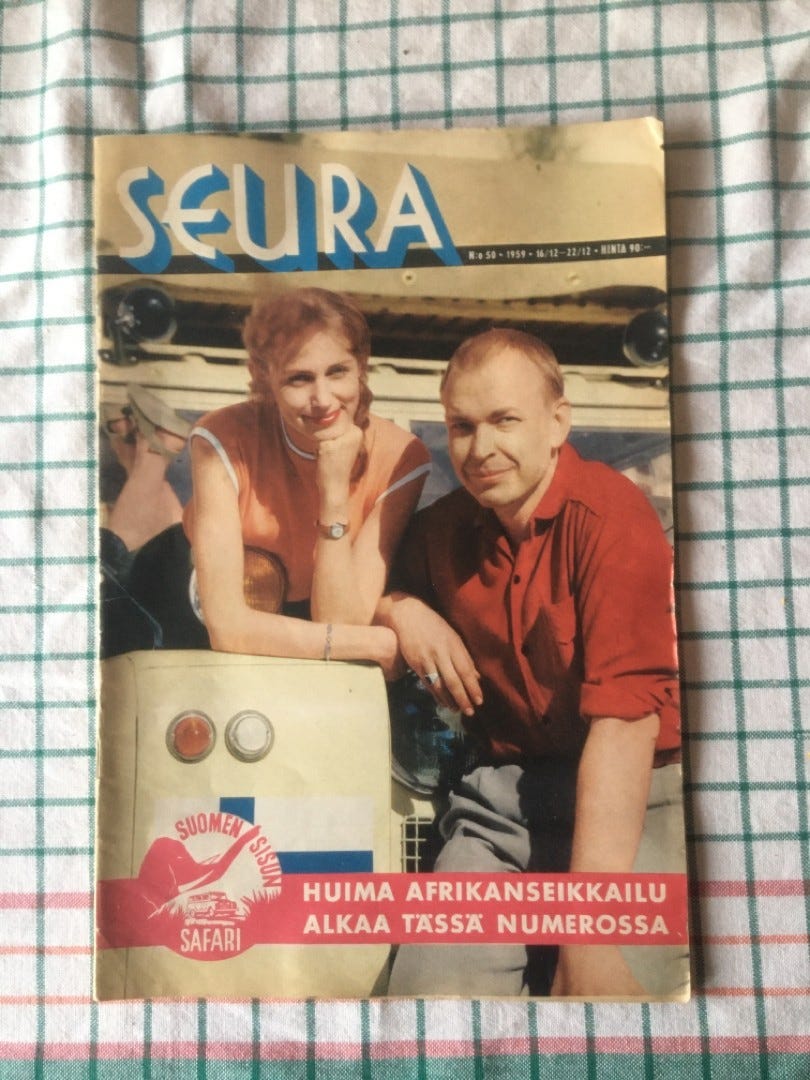 SEURA
N:o 50 • 1959 • 16/12—22/12 • HINTA 90:—
SUOMEN SISUN
SAFARI
HUIMA AFRIKANSEIKKAILU
ALKAA TÄSSÄ NUMEROSSA